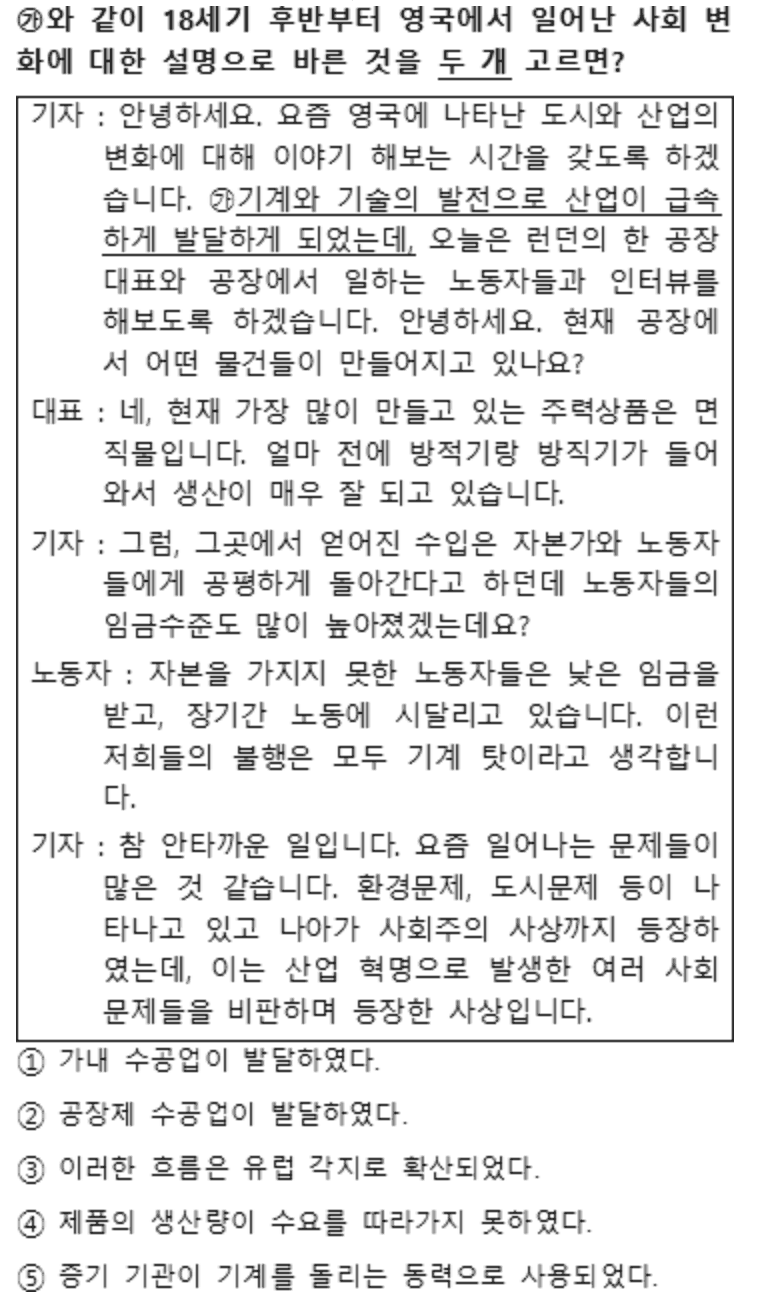 ㉮와 같이 18세기 후반부터 영국에서 일어난 사회 변
화에 대한 설명으로 바른 것을 두 개 고르면?
기자 : 안녕하세요. 요즘 영국에 나타난 도시와 산업의
변화에 대해 이야기 해보는 시간을 갖도록 하겠
습니다. ㉮기계와 기술의 발전으로 산업이 급속
하게 발달하게 되었는데, 오늘은 런던의 한 공장
대표와 공장에서 일하는 노동자들과 인터뷰를
해보도록 하겠습니다. 안녕하세요. 현재 공장에
서 어떤 물건들이 만들어지고 있나요?
대표 : 네, 현재 가장 많이 만들고 있는 주력상품은 면
직물입니다. 얼마 전에 방적기랑 방직기가 들어
와서 생산이 매우 잘 되고 있습니다.
기자 : 그럼, 그곳에서 얻어진 수입은 자본가와 노동자
들에게 공평하게 돌아간다고 하던데 노동자들의
임금수준도 많이 높아졌겠는데요?
노동자 : 자본을 가지지 못한 노동자들은 낮은 임금을
받고, 장기간 노동에 시달리고 있습니다. 이런
저희들의 불행은 모두 기계 탓이라고 생각합니
다.
기자 : 참 안타까운 일입니다. 요즘 일어나는 문제들이
많은 것 같습니다. 환경문제, 도시문제 등이 나
타나고 있고 나아가 사회주의 사상까지 등장하
였는데, 이는 산업 혁명으로 발생한 여러 사회
문제들을 비판하며 등장한 사상입니다.
① 가내 수공업이 발달하였다.
② 공장제 수공업이 발달하였다.
③ 이러한 흐름은 유럽 각지로 확산되었다.
④ 제품의 생산량이 수요를 따라가지 못하였다.
⑤ 증기 기관이 기계를 돌리는 동력으로 사용되었다.